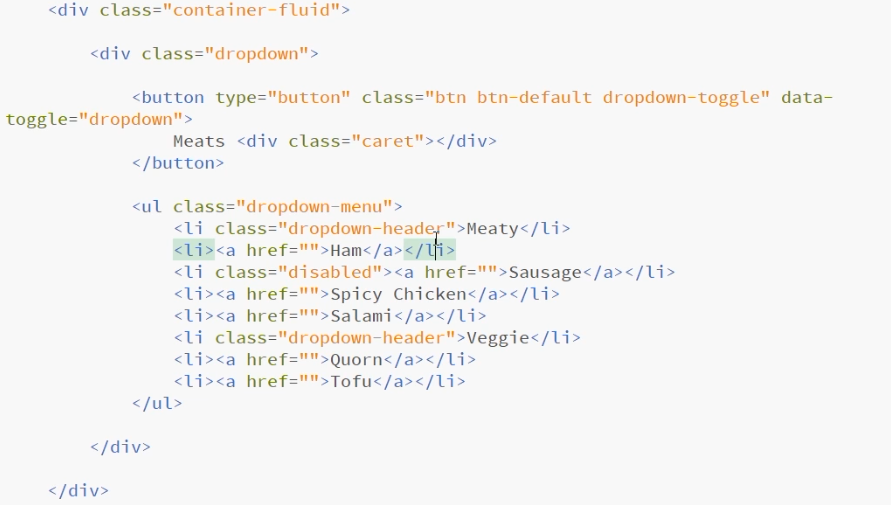 <div class="container-fluid">
<div class="dropdown">
<button type="button" class="btn btn-default dropdown-toggle" data-
toggle="dropdown">
Meats <div class="caret"></div>
</button>
<ul class="dropdown-menu">
<li class="dropdown-header">Meaty</li>
<li><a href="">Ham</a></li>
<li class="disabled"><a href="">Sausage</a></li>
<li><a href="">Spicy Chicken</a></li>
<li><a href="">Salami</a></li>
<li class="dropdown-header">Veggie</li>
<li><a href="">Quorn</a></li>
<li><a href="">Tofu</a></li>
</ul>
</div>
</div>